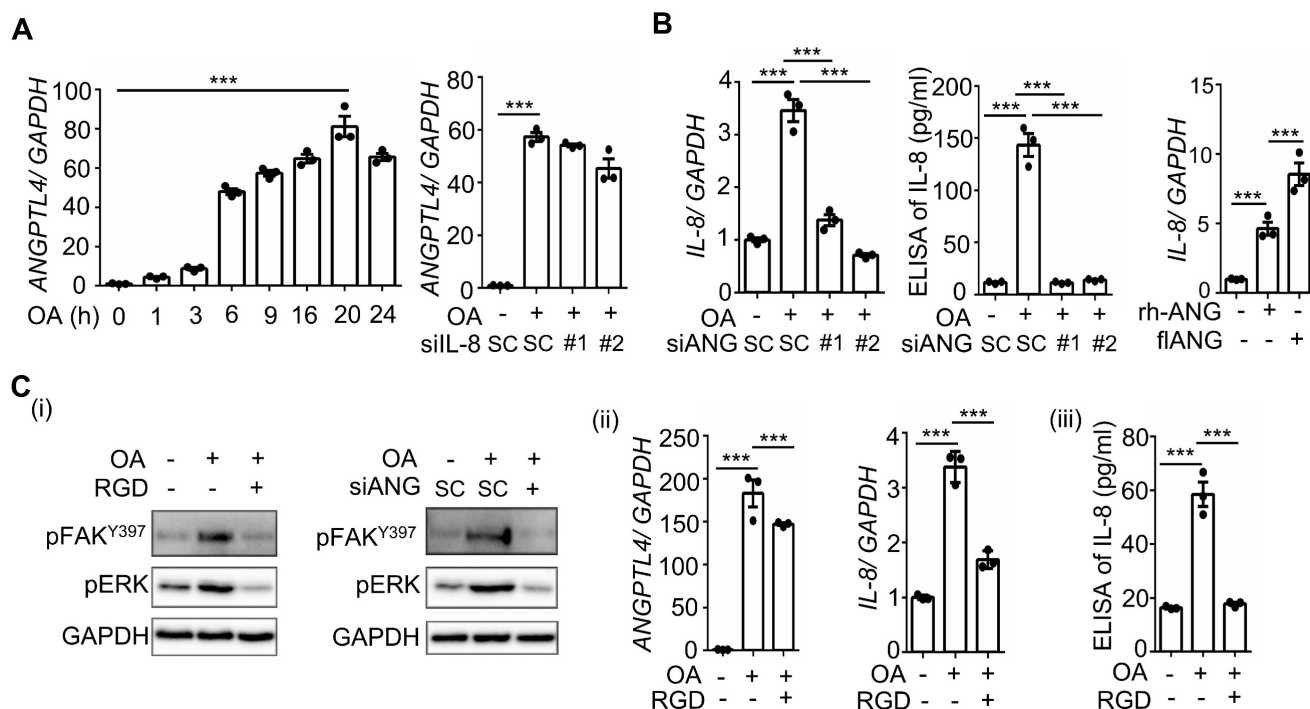 A
ANGPTL4/ GAPDH
100
80
60
40
20
0
***
OA (h) 0 1 3 6 9 16 20 24
ANGPTL4/ GAPDH
80
60
40
20
0
***
OA - + + +
siIL-8 SC SC #1 #2
B
IL-8/ GAPDH
4
3
2
1
0
***
*** ***
OA - + + +
siANG SC SC #1 #2
ELISA of IL-8 (pg/ml)
200
150
100
50
0
***
*** ***
OA - + + +
siANG SC SC #1 #2
IL-8/ GAPDH
15
10
5
0
***
***
rh-ANG - + -
flANG - - +
C
(i)
OA - + +
RGD - - +
pFAKY397
pERK
GAPDH
OA - + +
siANG SC SC +
pFAKY397
pERK
GAPDH
(ii)
ANGPTL4/ GAPDH
250
200
150
100
50
0
***
***
OA - + +
RGD - - +
IL-8/ GAPDH
4
3
2
1
0
***
***
OA - + +
RGD - - +
(iii)
ELISA of IL-8 (pg/ml)
80
60
40
20
0
***
***
OA - + +
RGD - - +